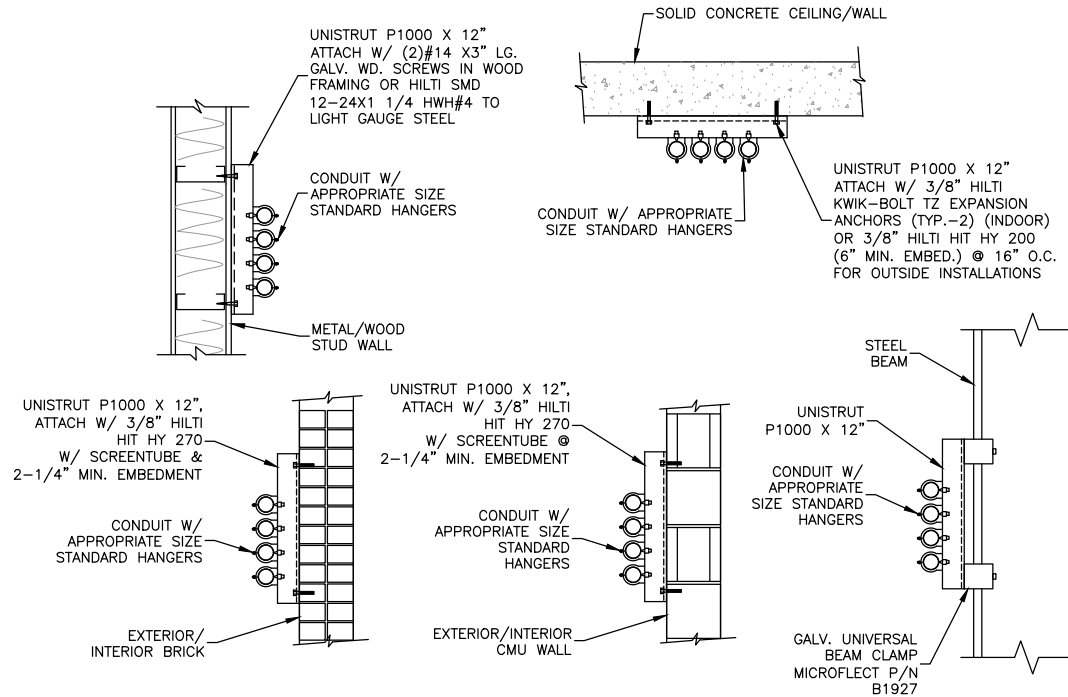 UNISTRUT P1000 X 12"
ATTACH W/ (2)#14 X3" LG.
GALV. WD. SCREWS IN WOOD
FRAMING OR HILTI SMD
12-24X1 1/4 HWH#4 TO
LIGHT GAUGE STEEL
CONDUIT W/
APPROPRIATE SIZE
STANDARD HANGERS
METAL/WOOD
STUD WALL
SOLID CONCRETE CEILING/WALL
CONDUIT W/ APPROPRIATE
SIZE STANDARD HANGERS
UNISTRUT P1000 X 12"
ATTACH W/ 3/8" HILTI
KWIK-BOLT TZ EXPANSION
ANCHORS (TYP.-2) (INDOOR)
OR 3/8" HILTI HIT HY 200
(6" MIN. EMBED.) @ 16" O.C.
FOR OUTSIDE INSTALLATIONS
UNISTRUT P1000 X 12",
ATTACH W/ 3/8" HILTI
HIT HY 270
W/ SCREENTUBE &
2-1/4" MIN. EMBEDMENT
CONDUIT W/
APPROPRIATE SIZE
STANDARD HANGERS
EXTERIOR/
INTERIOR BRICK
UNISTRUT P1000 X 12",
ATTACH W/ 3/8" HILTI
HIT HY 270
W/ SCREENTUBE @
2-1/4" MIN. EMBEDMENT
CONDUIT W/
APPROPRIATE SIZE
STANDARD
HANGERS
EXTERIOR/INTERIOR
CMU WALL
STEEL
BEAM
UNISTRUT
P1000 X 12"
CONDUIT W/
APPROPRIATE
SIZE STANDARD
HANGERS
GALV. UNIVERSAL
BEAM CLAMP
MICROFLECT P/N
B1927